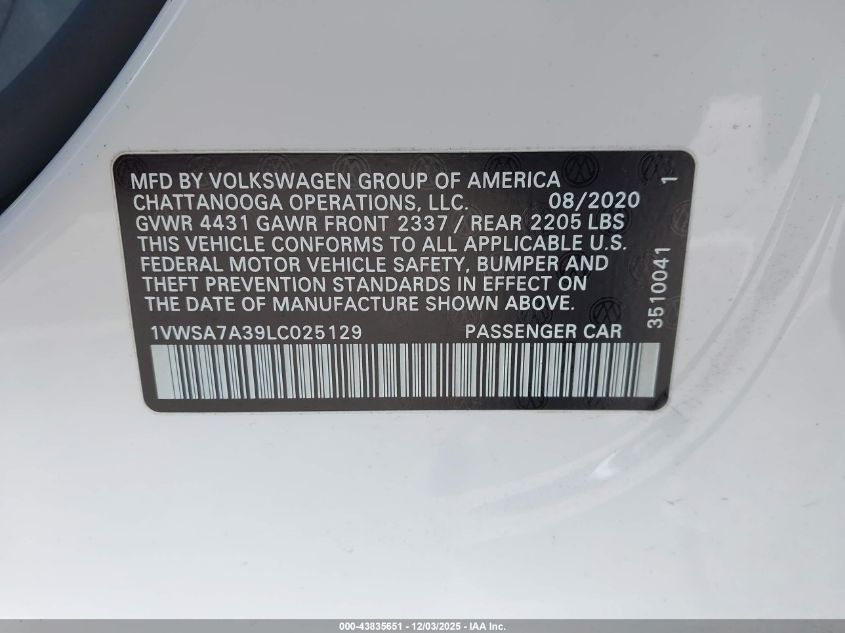 MFD BY VOLKSWAGEN GROUP OF AMERICA
CHATTANOOGA OPERATIONS, LLC. 08/2020
GVWR 4431 GAWR FRONT 2337 / REAR 2205 LBS
THIS VEHICLE CONFORMS TO ALL APPLICABLE U.S.
FEDERAL MOTOR VEHICLE SAFETY, BUMPER AND
THEFT PREVENTION STANDARDS IN EFFECT ON
THE DATE OF MANUFACTURE SHOWN ABOVE.
1VWSA7A39LC025129 PASSENGER CAR
3510041 1
000-43835651 - 12/03/2025 - IAA Inc.